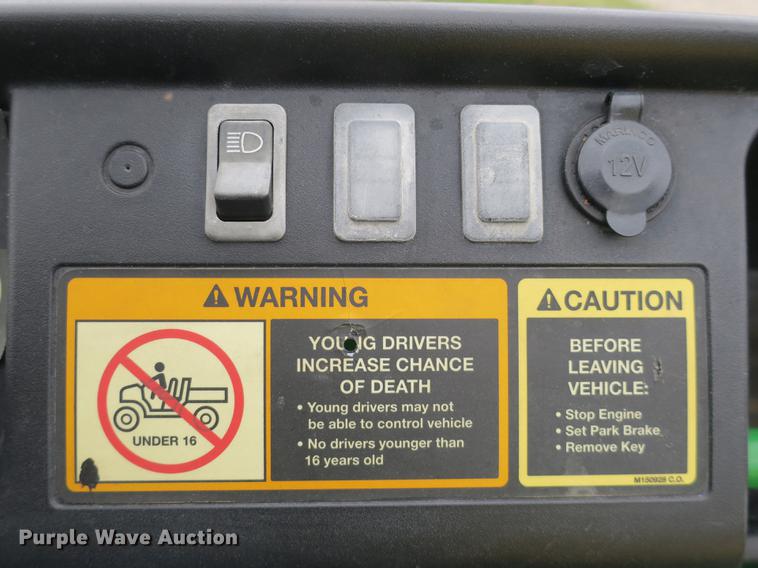 MARINCO
12V
WARNING
YOUNG DRIVERS
INCREASE CHANCE
OF DEATH
• Young drivers may not
be able to control vehicle
• No drivers younger than
16 years old
UNDER 16
CAUTION
BEFORE
LEAVING
VEHICLE:
• Stop Engine
• Set Park Brake
• Remove Key
M150928 C.O.
Purple Wave Auction